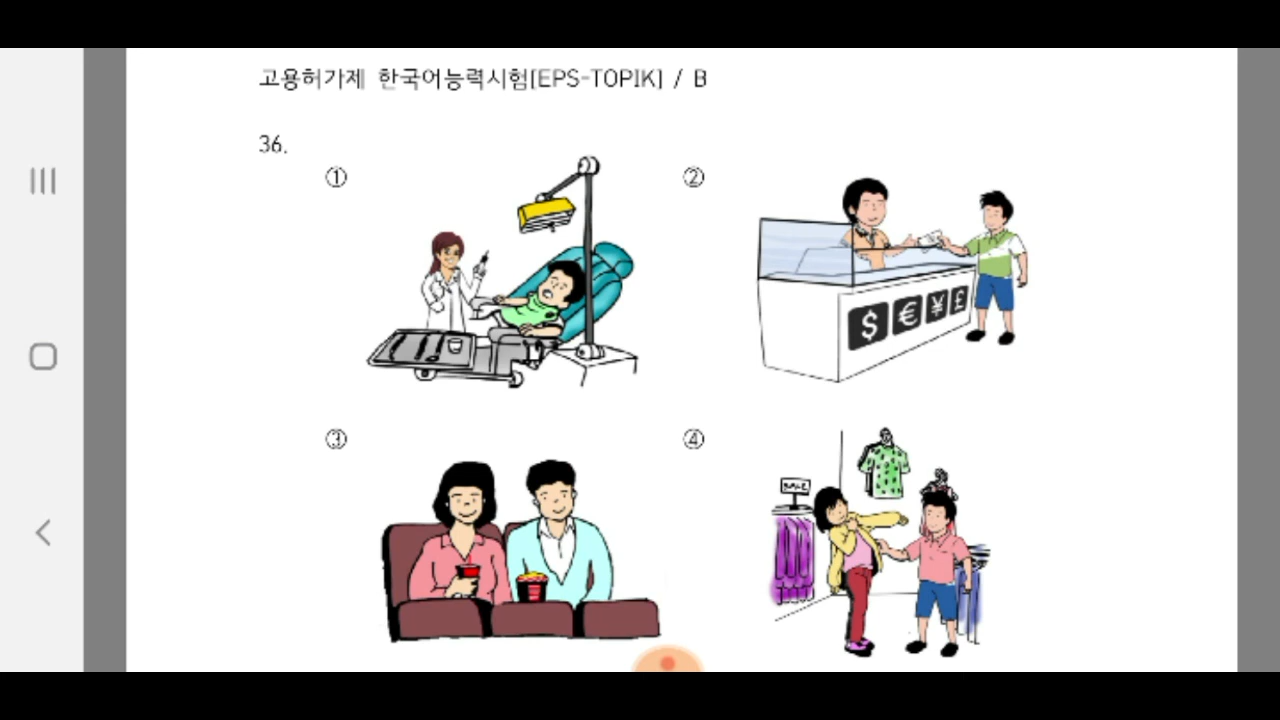 고용허가제 한국어능력시험[EPS-TOPIK] / B
36.
① ②
$ € ¥ £
③ ④
SALE